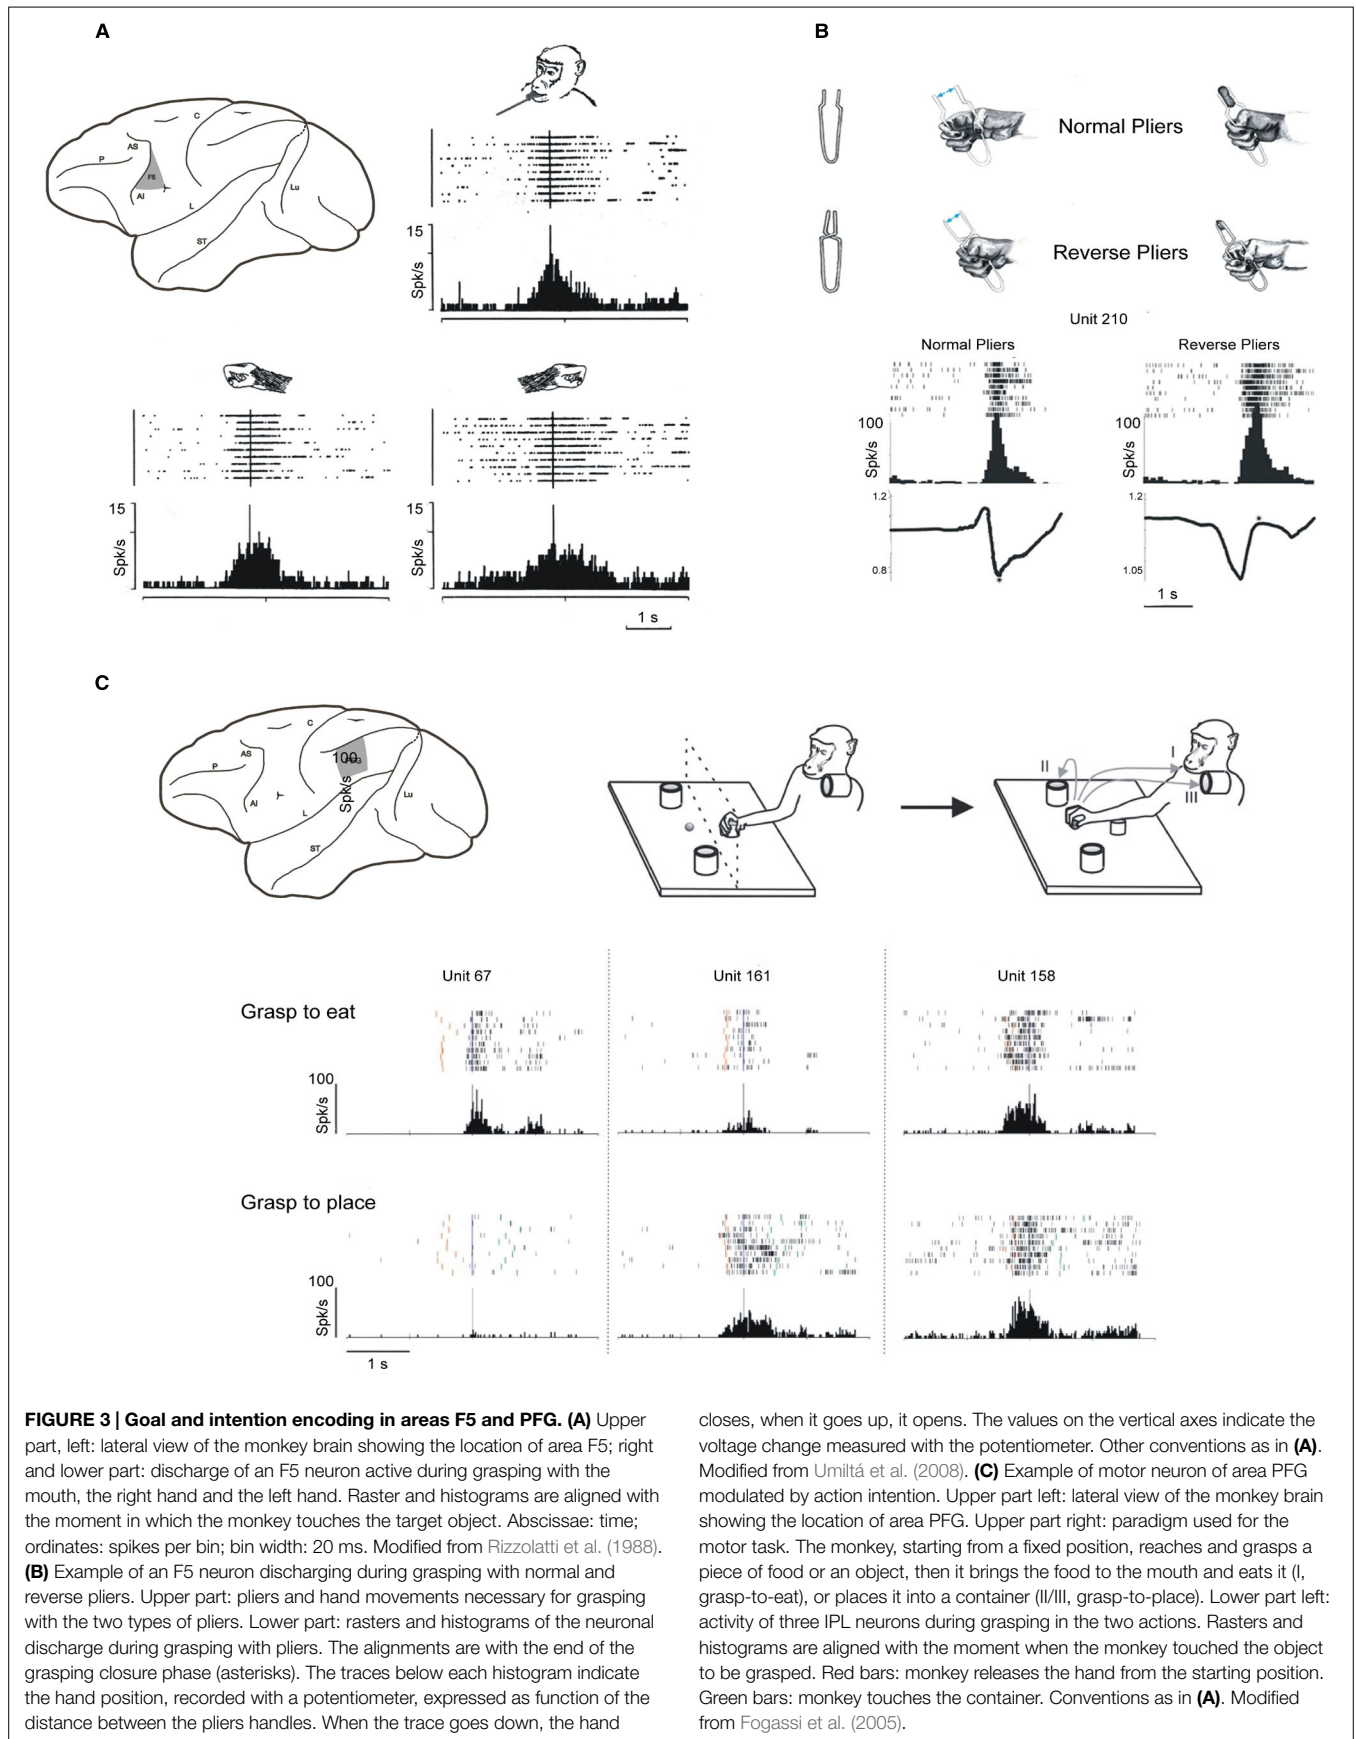 A
C
AS
P
F5
AI
L
Lu
ST
15
Spk/s
15
Spk/s
15
Spk/s
1 s
B
Normal Pliers
Reverse Pliers
Unit 210
Normal Pliers
Reverse Pliers
100
Spk/s
100
Spk/s
1.2
0.8
1.2
1.05
1 s
C
C
AS
P
AI
L
Lu
ST
100
Spk/s
I
II
III
Unit 67
Unit 161
Unit 158
Grasp to eat
100
Spk/s
Grasp to place
100
Spk/s
1 s
FIGURE 3 | Goal and intention encoding in areas F5 and PFG. (A) Upper
part, left: lateral view of the monkey brain showing the location of area F5; right
and lower part: discharge of an F5 neuron active during grasping with the
mouth, the right hand and the left hand. Raster and histograms are aligned with
the moment in which the monkey touches the target object. Abscissae: time;
ordinates: spikes per bin; bin width: 20 ms. Modified from Rizzolatti et al. (1988).
(B) Example of an F5 neuron discharging during grasping with normal and
reverse pliers. Upper part: pliers and hand movements necessary for grasping
with the two types of pliers. Lower part: rasters and histograms of the neuronal
discharge during grasping with pliers. The alignments are with the end of the
grasping closure phase (asterisks). The traces below each histogram indicate
the hand position, recorded with a potentiometer, expressed as function of the
distance between the pliers handles. When the trace goes down, the hand
closes, when it goes up, it opens. The values on the vertical axes indicate the
voltage change measured with the potentiometer. Other conventions as in (A).
Modified from Umiltá et al. (2008). (C) Example of motor neuron of area PFG
modulated by action intention. Upper part left: lateral view of the monkey brain
showing the location of area PFG. Upper part right: paradigm used for the
motor task. The monkey, starting from a fixed position, reaches and grasps a
piece of food or an object, then it brings the food to the mouth and eats it (I,
grasp-to-eat), or places it into a container (II/III, grasp-to-place). Lower part left:
activity of three IPL neurons during grasping in the two actions. Rasters and
histograms are aligned with the moment when the monkey touched the object
to be grasped. Red bars: monkey releases the hand from the starting position.
Green bars: monkey touches the container. Conventions as in (A). Modified
from Fogassi et al. (2005).